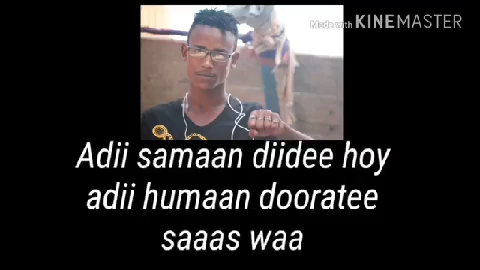 Made with KINEMASTER
Adii samaan diidee hoy
adii humaan dooratee
saaas waa